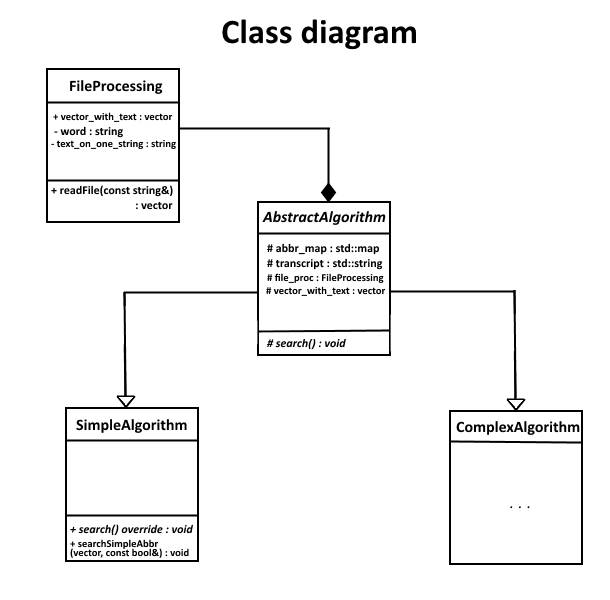 Class diagram
FileProcessing
+ vector_with_text : vector
- word : string
- text_on_one_string : string
+ readFile(const string&)
: vector
AbstractAlgorithm
# abbr_map : std::map
# transcript : std::string
# file_proc : FileProcessing
# vector_with_text : vector
# search() : void
SimpleAlgorithm
+ search() override : void
+ searchSimpleAbbr
(vector, const bool&) : void
ComplexAlgorithm
. . .